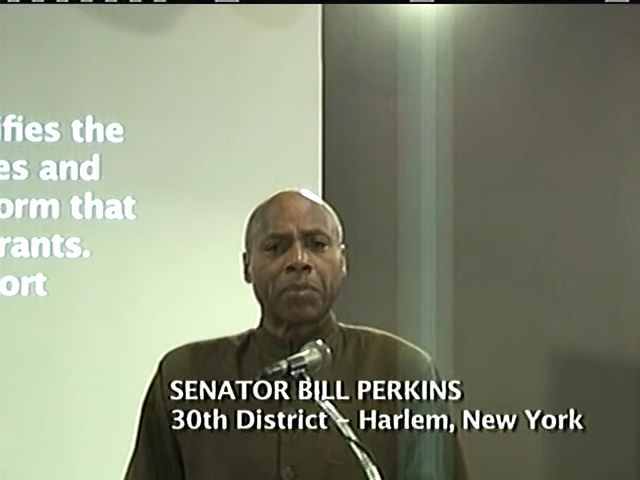 ifies the
es and
orm that
rants.
ort
SENATOR BILL PERKINS
30th District – Harlem, New York